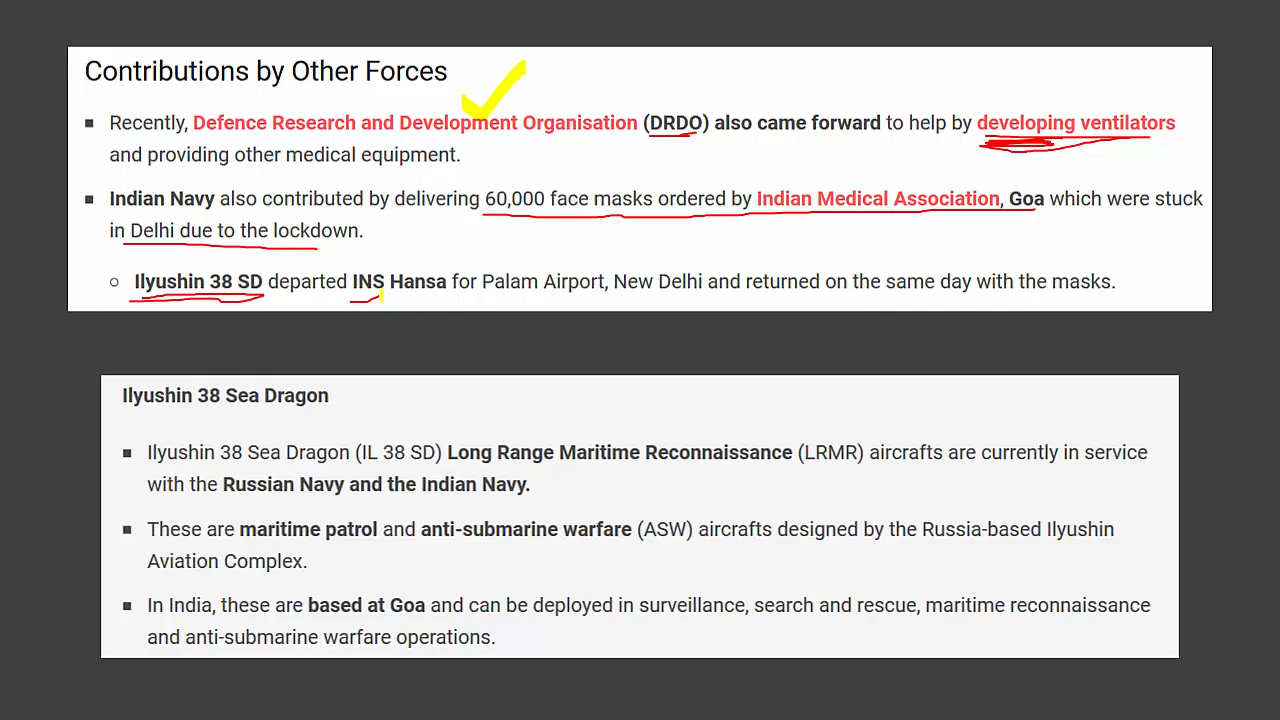 Contributions by Other Forces
Recently, Defence Research and Development Organisation (DRDO) also came forward to help by developing ventilators
and providing other medical equipment.
Indian Navy also contributed by delivering 60,000 face masks ordered by Indian Medical Association, Goa which were stuck
in Delhi due to the lockdown.
Ilyushin 38 SD departed INS Hansa for Palam Airport, New Delhi and returned on the same day with the masks.
Ilyushin 38 Sea Dragon
Ilyushin 38 Sea Dragon (IL 38 SD) Long Range Maritime Reconnaissance (LRMR) aircrafts are currently in service
with the Russian Navy and the Indian Navy.
These are maritime patrol and anti-submarine warfare (ASW) aircrafts designed by the Russia-based Ilyushin
Aviation Complex.
In India, these are based at Goa and can be deployed in surveillance, search and rescue, maritime reconnaissance
and anti-submarine warfare operations.